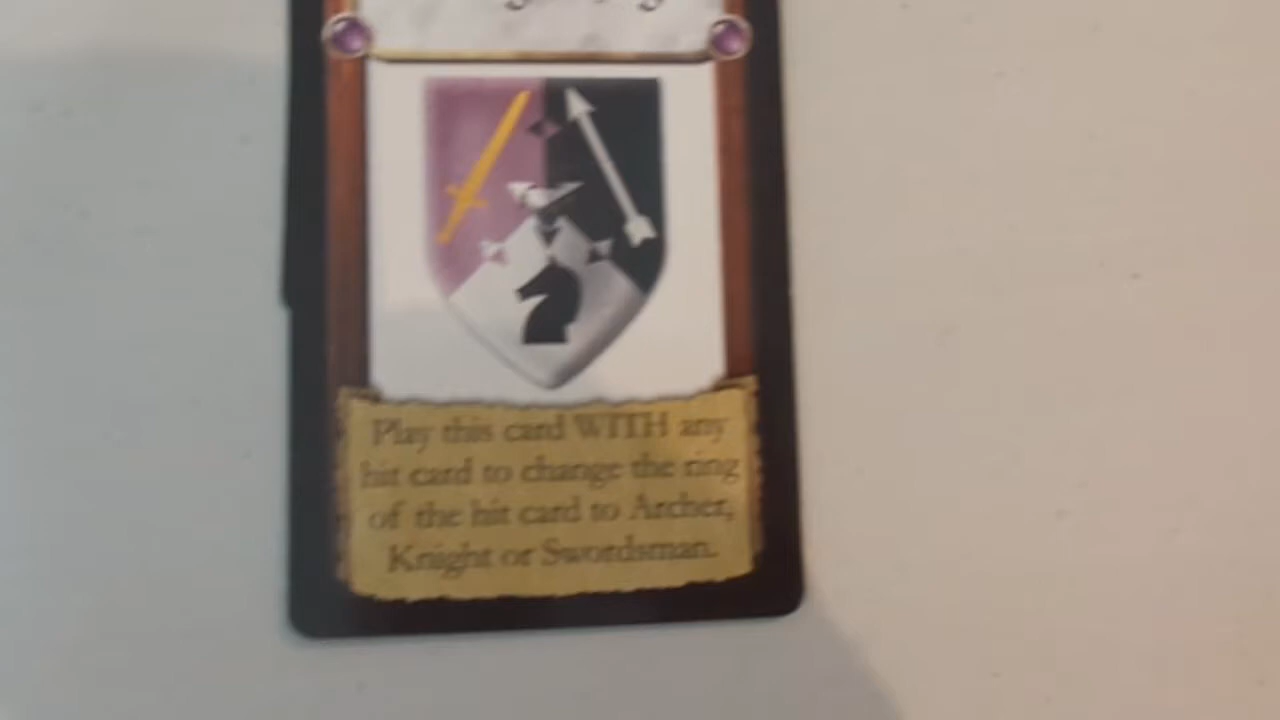 Play this card WITH any
hit card to change the ring
of the hit card to Archer,
Knight or Swordsman.